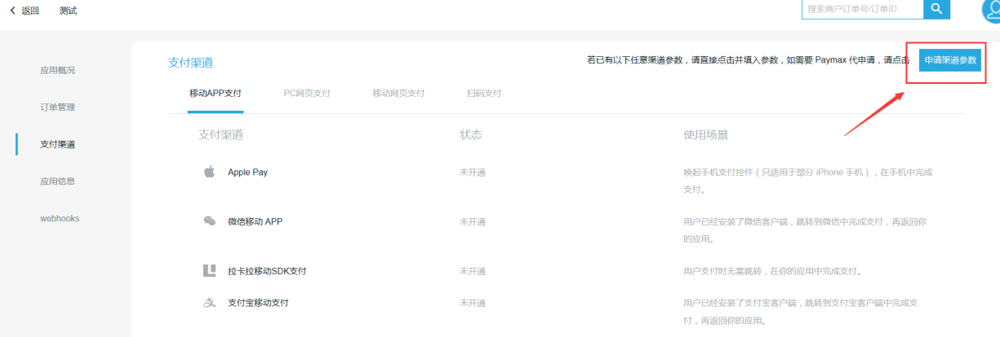 返回 测试
搜索商户订单号/订单ID
应用概况
订单管理
支付渠道
应用信息
webhooks
支付渠道
若已有以下任意渠道参数，请直接点击并填入参数，如需要 Paymax 代申请，请点击
申请渠道参数
移动APP支付 PC网页支付 移动网页支付 扫码支付
支付渠道 状态 使用场景
Apple Pay 未开通 唤起手机支付控件（只适用于部分 iPhone 手机），在手机中完成
支付。
微信移动 APP 未开通 用户已经安装了微信客户端，跳转到微信中完成支付，再返回你
的应用。
拉卡拉移动SDK支付 未开通 用户支付时无需跳转，在你的应用中完成支付。
支付宝移动支付 未开通 用户已经安装了支付宝客户端，跳转到支付宝客户端中完成支
付，再返回你的应用。